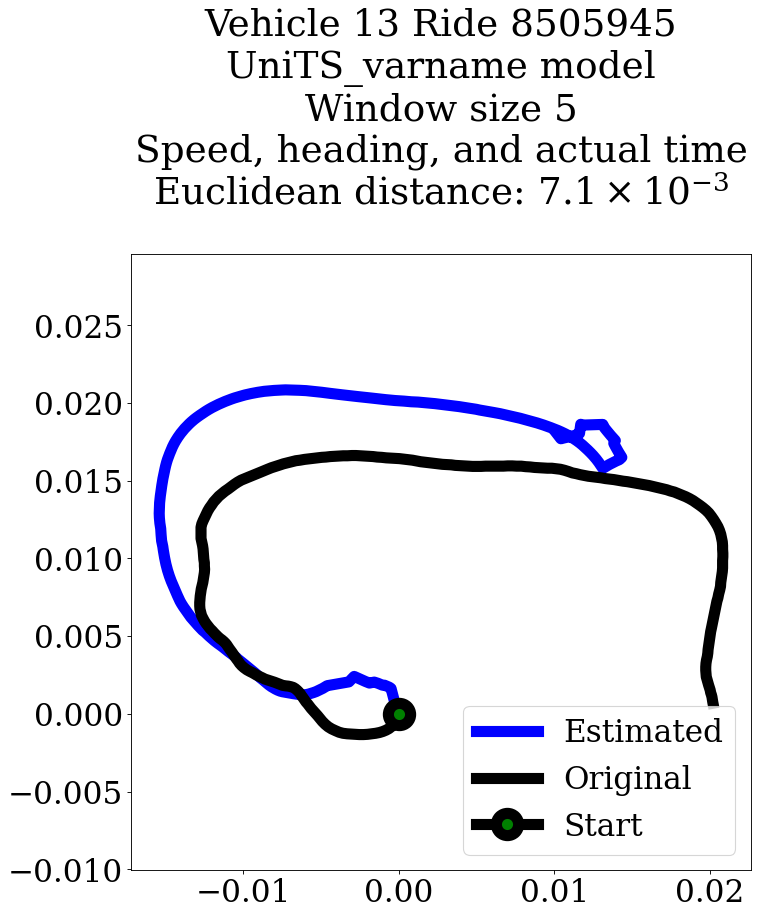 Vehicle 13 Ride 8505945
UniTS_varname model
Window size 5
Speed, heading, and actual time
Euclidean distance: 7.1 × 10⁻³
0.025
0.020
0.015
0.010
0.005
0.000
−0.005
−0.010
−0.01
0.00
0.01
0.02
Estimated
Original
Start